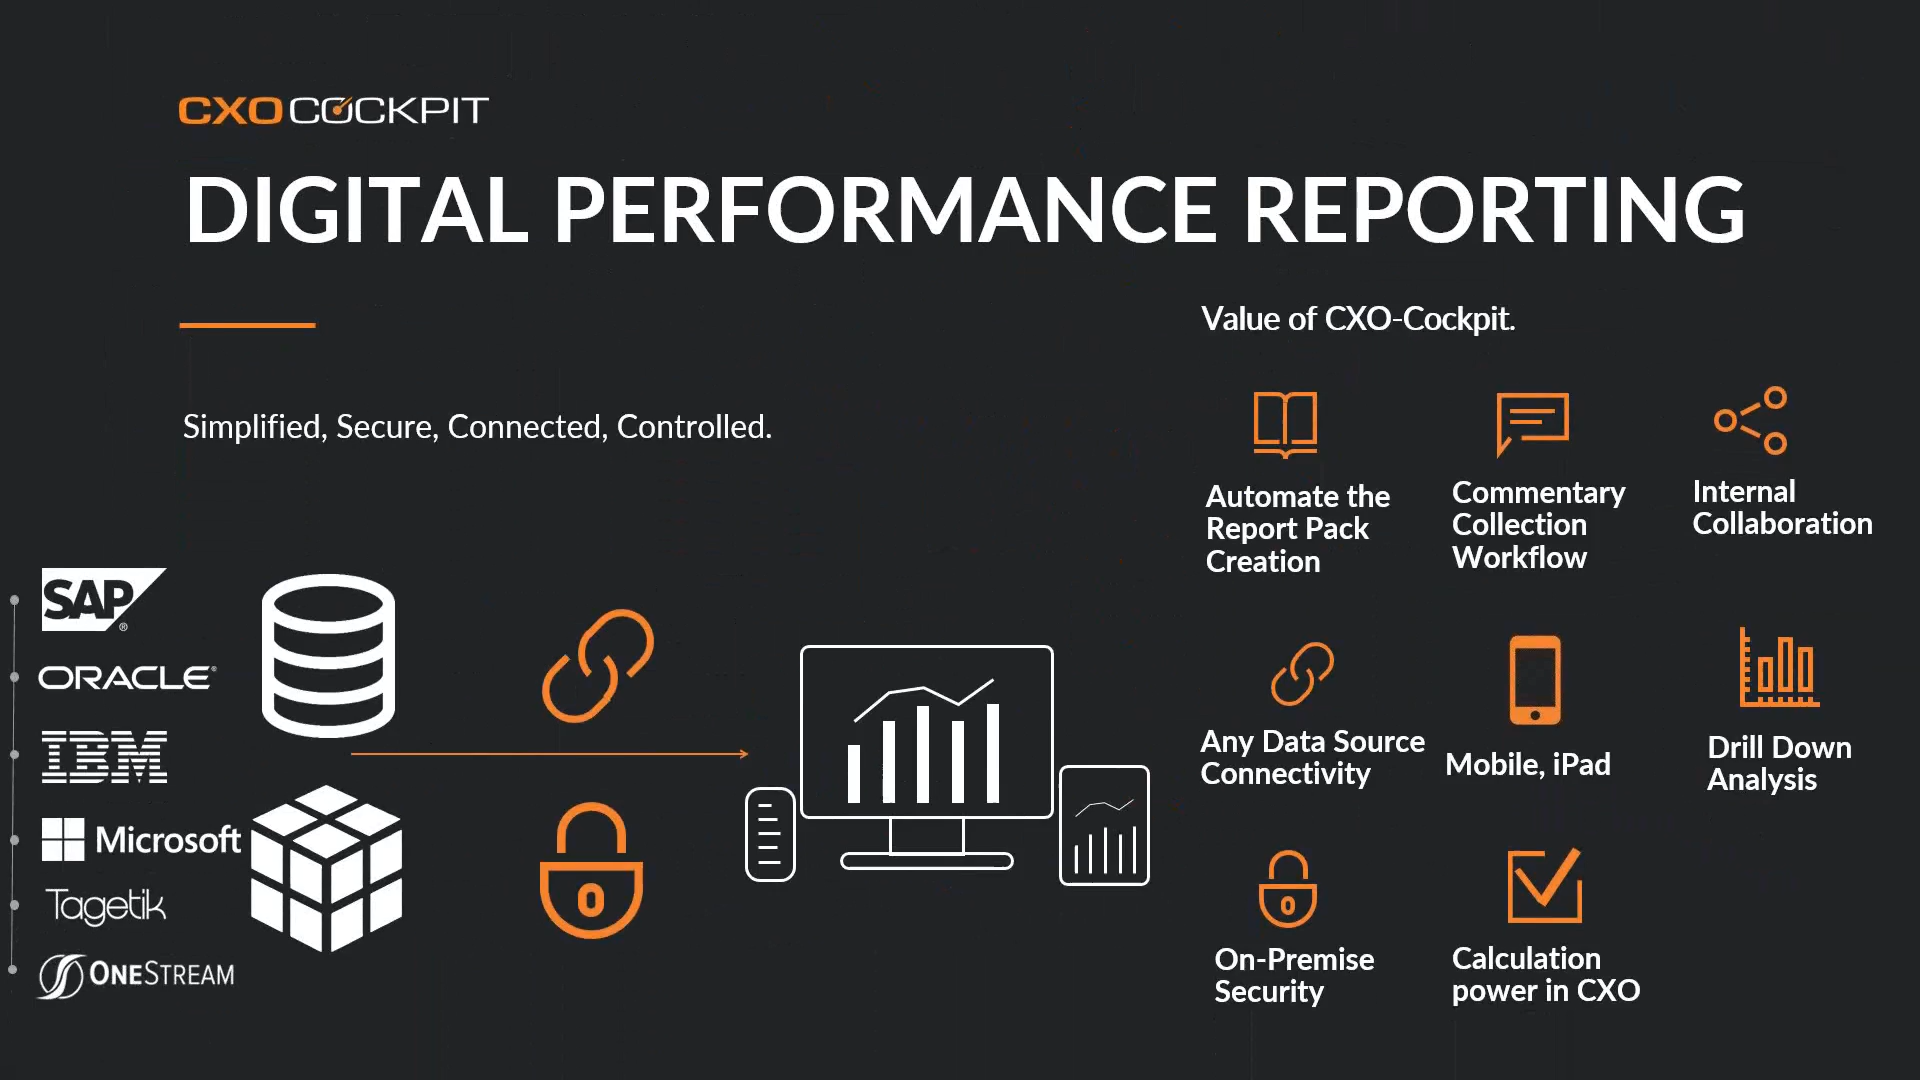 CXOCOCKPIT
DIGITAL PERFORMANCE REPORTING
Simplified, Secure, Connected, Controlled.
SAP®
ORACLE®
IBM
Microsoft
Tagetik
ONESTREAM
Value of CXO-Cockpit.
Automate the
Report Pack
Creation
Commentary
Collection
Workflow
Internal
Collaboration
Any Data Source
Connectivity
Mobile, iPad
Drill Down
Analysis
On-Premise
Security
Calculation
power in CXO